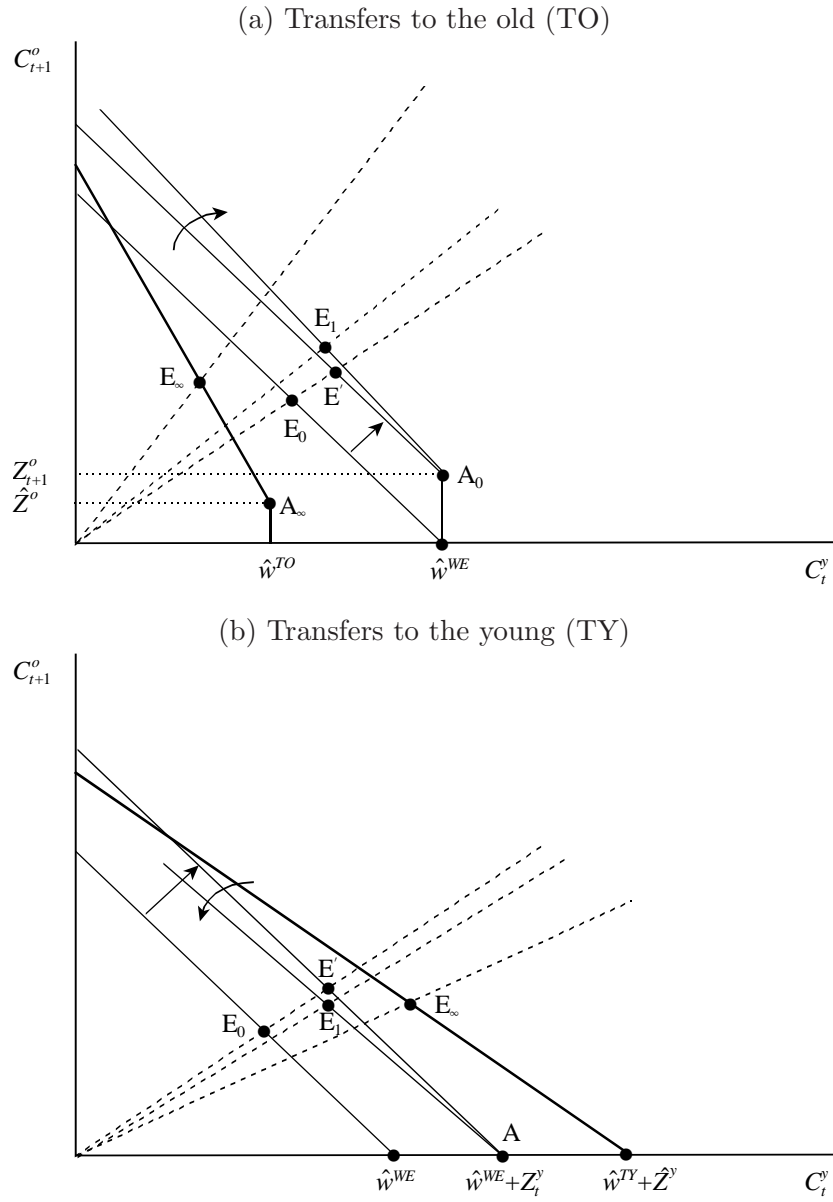 (a) Transfers to the old (TO)
C^o_{t+1}
E_1
E_∞
E'
E_0
Z^o_{t+1}
A_0
Ẑ^o
A_∞
ŵ^{TO}
ŵ^{WE}
C^y_t
(b) Transfers to the young (TY)
C^o_{t+1}
E'
E_∞
E_0
E_1
A
ŵ^{WE}
ŵ^{WE}+Z^y_t
ŵ^{TY}+Ẑ^y
C^y_t